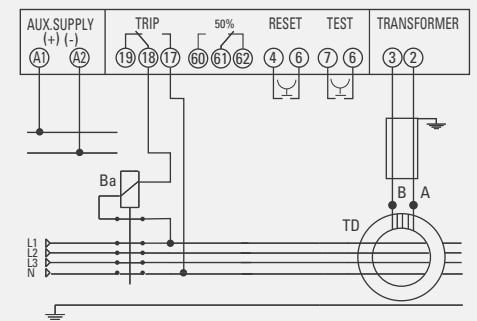 AUX.SUPPLY TRIP 50% RESET TEST TRANSFORMER
(+) (-)
A1 A2 19 18 17 60 61 62 4 6 7 6 3 2
Ba
B A
TD
L1
L2
L3
N